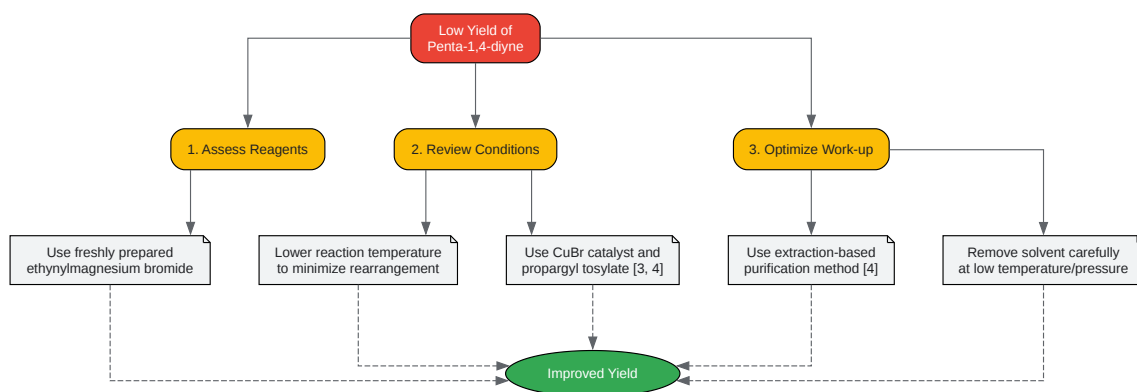 Low Yield of
Penta-1,4-diyne
1. Assess Reagents
2. Review Conditions
3. Optimize Work-up
Use freshly prepared
ethynylmagnesium bromide
Lower reaction temperature
to minimize rearrangement
Use CuBr catalyst and
propargyl tosylate [3, 4]
Use extraction-based
purification method [4]
Remove solvent carefully
at low temperature/pressure
Improved Yield